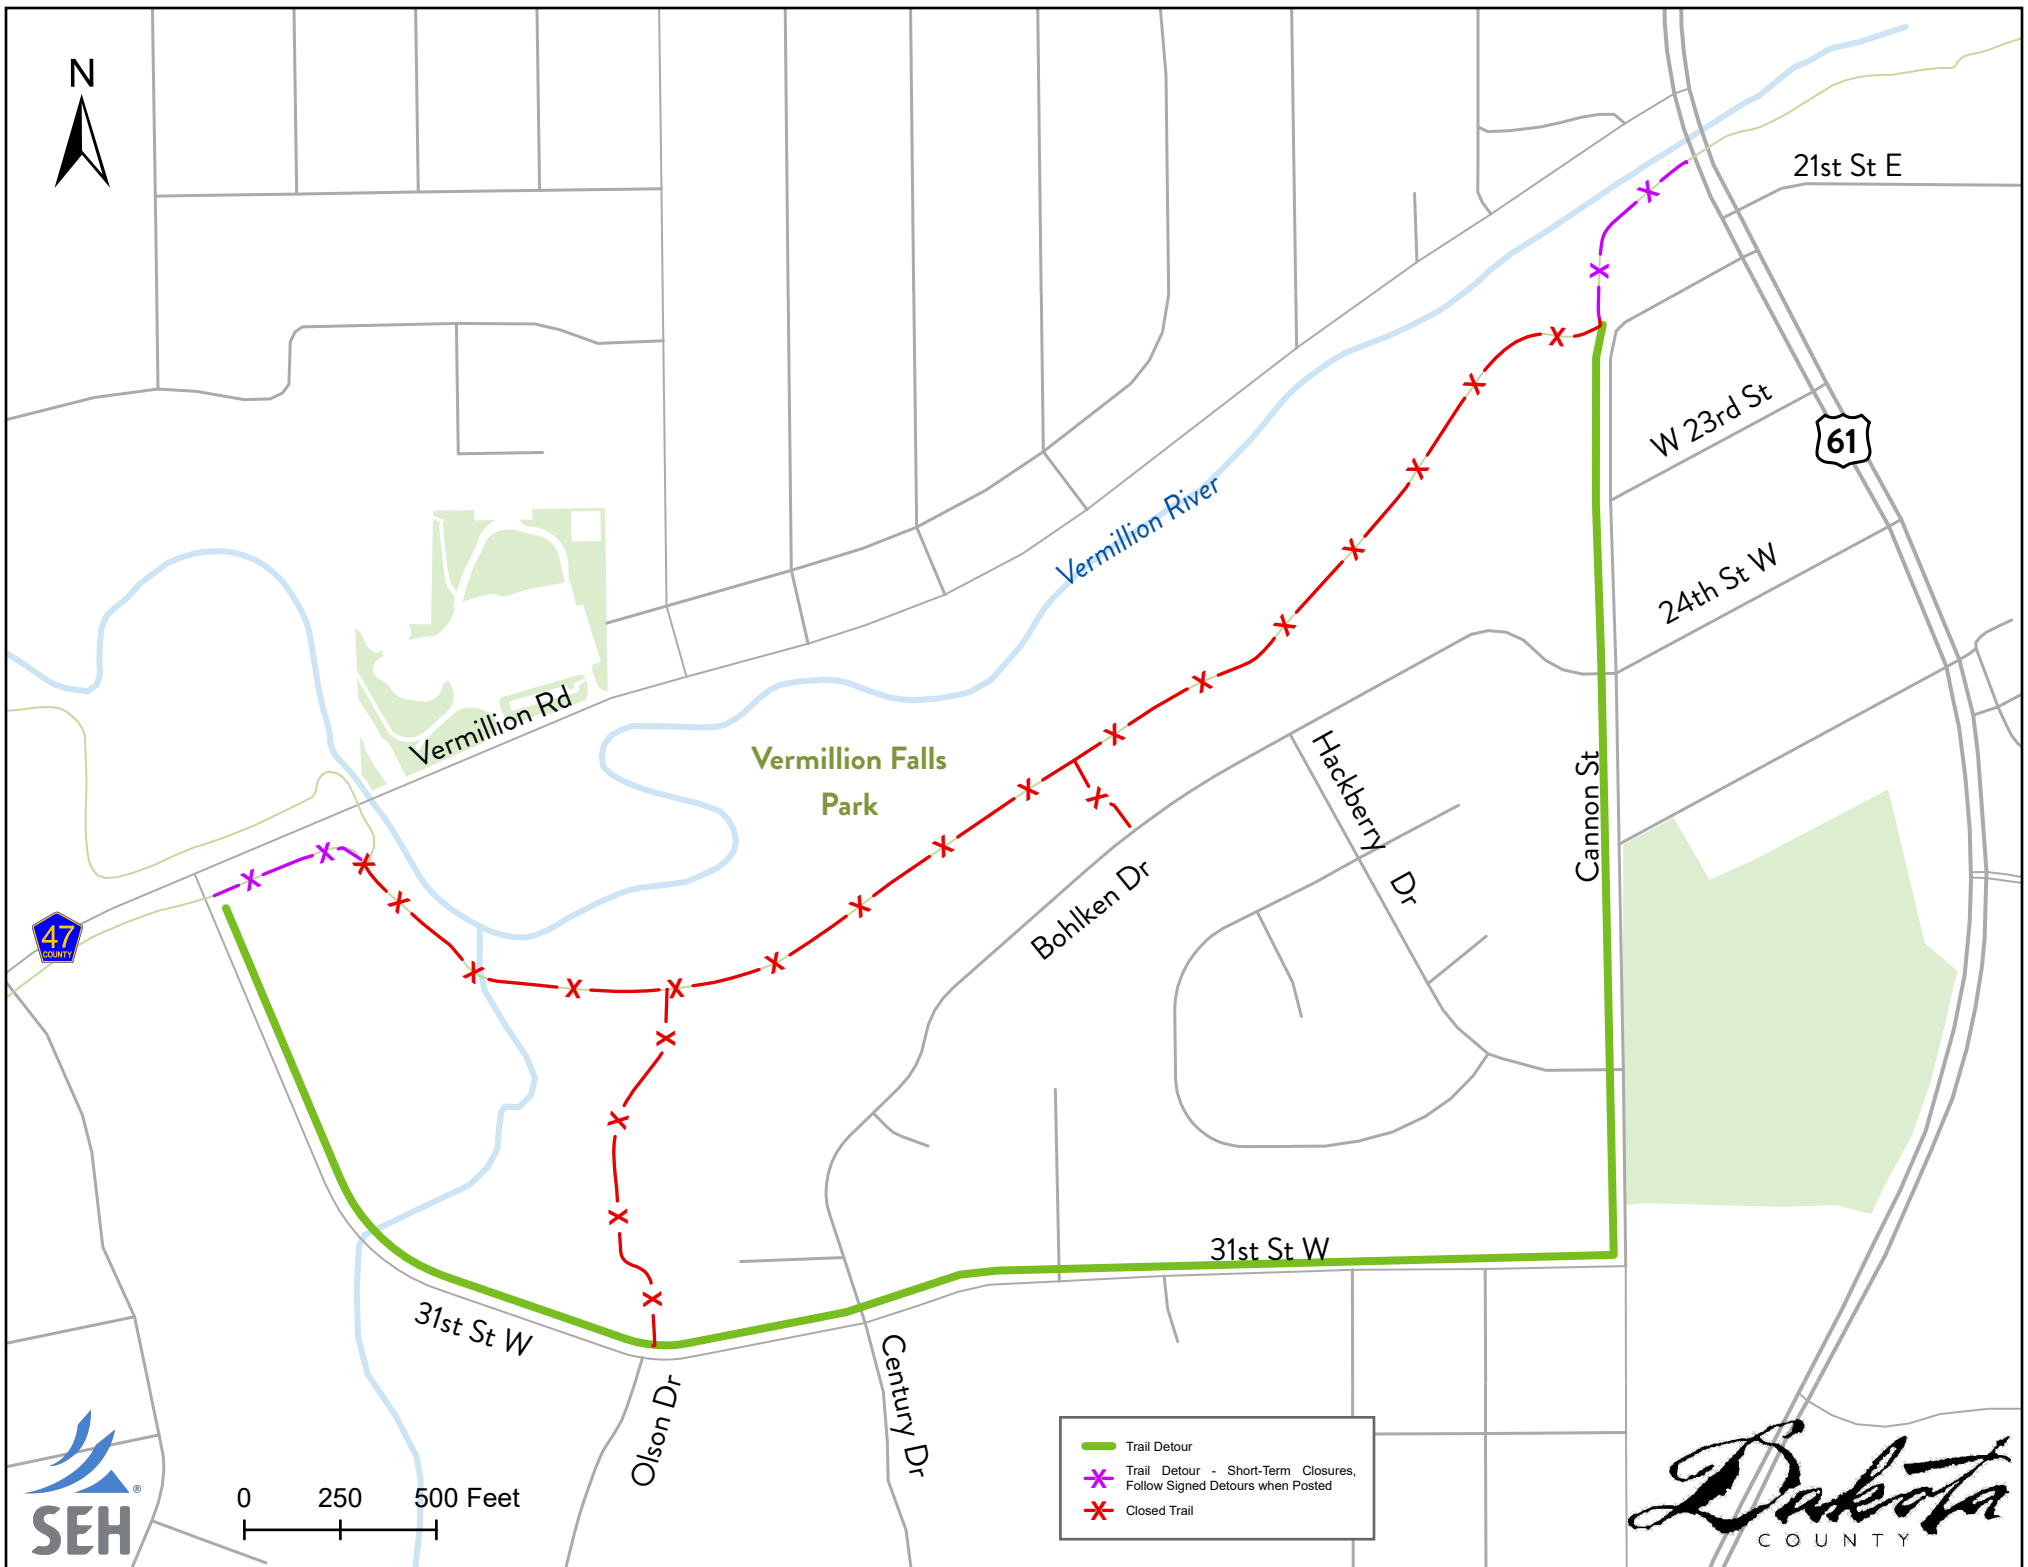 N
21st St E
W 23rd St
61
24th St W
Vermillion River
Vermillion Rd
Vermillion Falls
Park
Hackberry Dr
Cannon St
Bohlken Dr
47
COUNTY
31st St W
31st St W
Olson Dr
Century Dr
Trail Detour
Trail Detour - Short-Term Closures,
Follow Signed Detours when Posted
Closed Trail
0 250 500 Feet
SEH®
Dakota
COUNTY